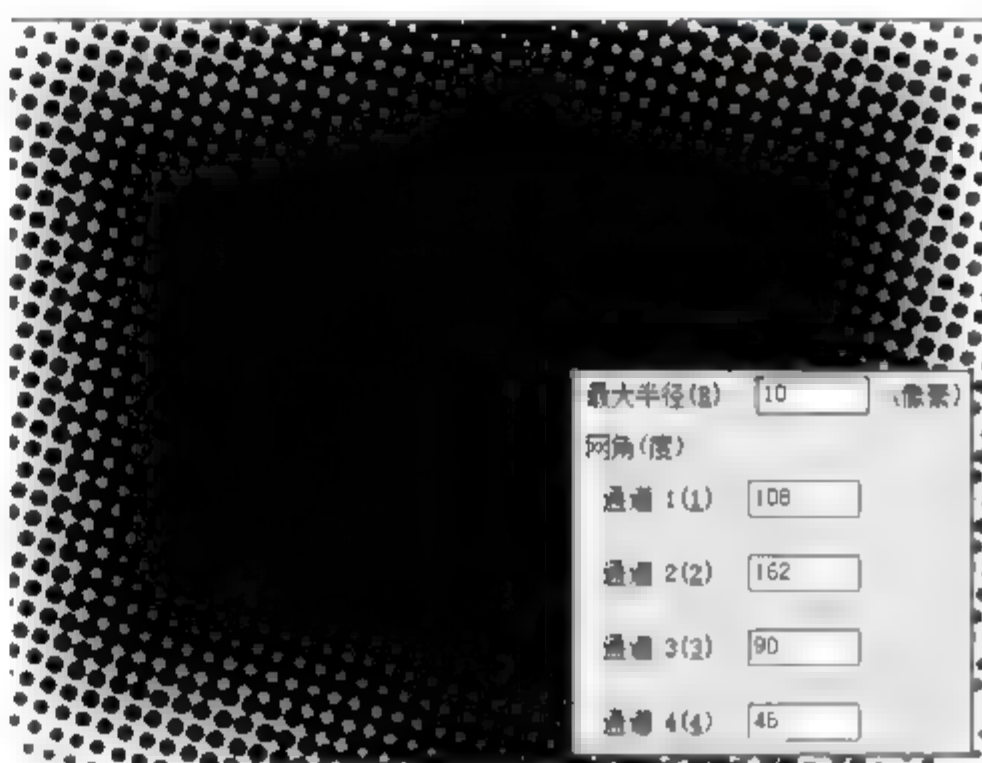 最大半径(R) 10 (像素)
网角(度)
通道 1(1) 108
通道 2(2) 162
通道 3(3) 90
通道 4(4) 45